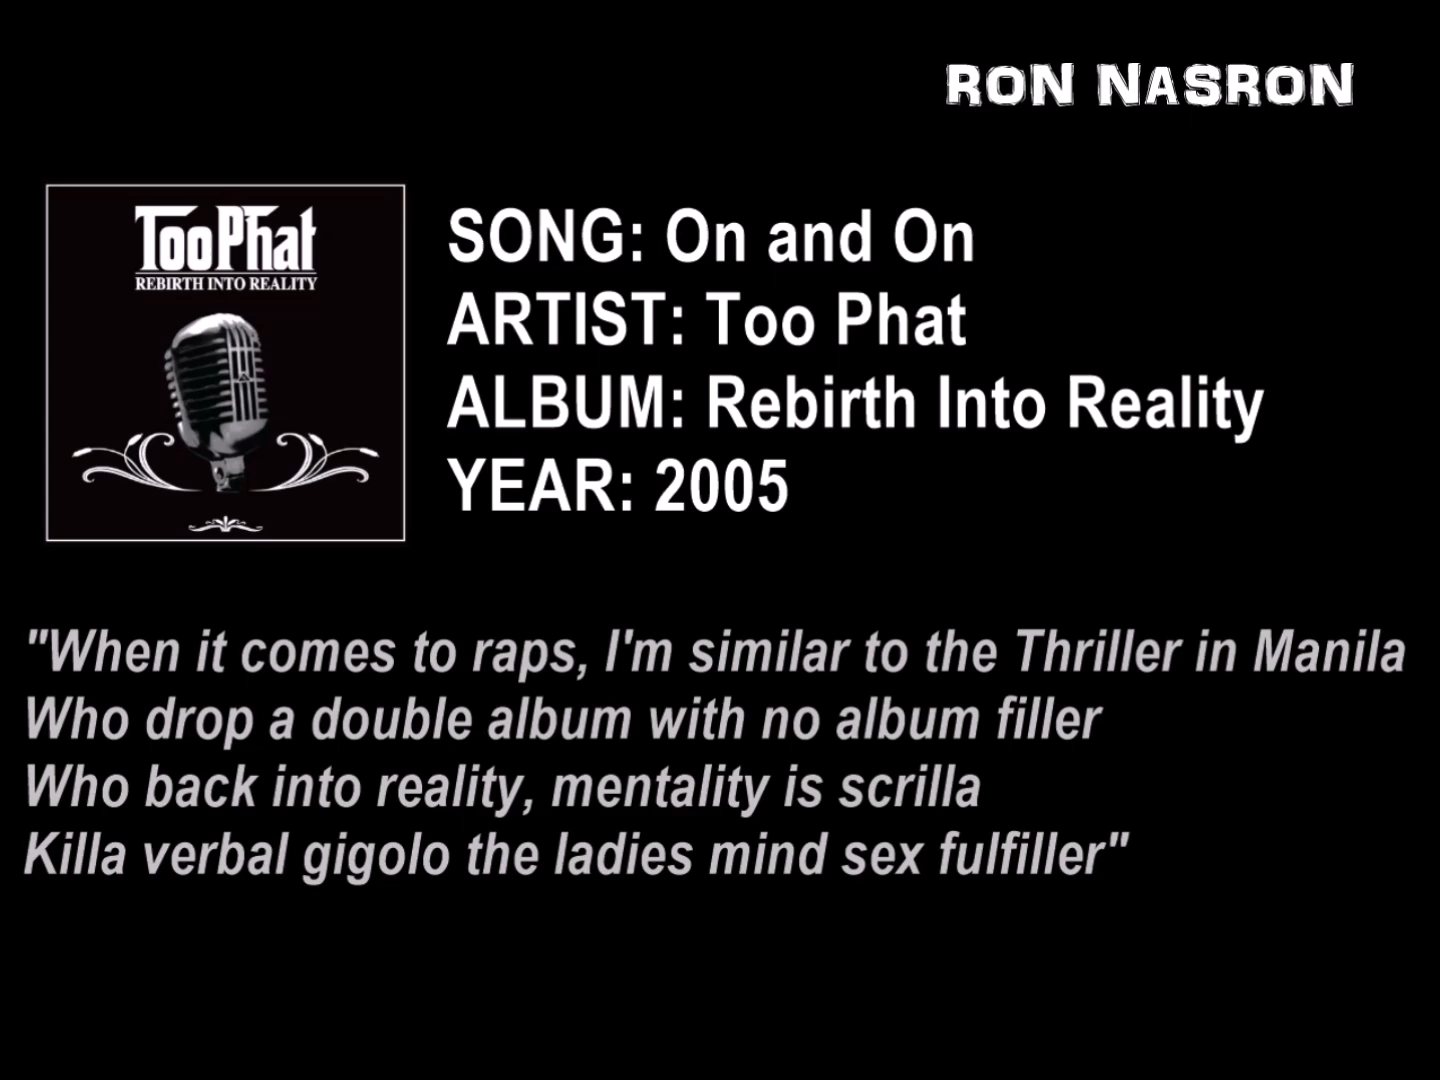 RON NASRON
TooPhat
REBIRTH INTO REALITY
SONG: On and On
ARTIST: Too Phat
ALBUM: Rebirth Into Reality
YEAR: 2005
"When it comes to raps, I'm similar to the Thriller in Manila
Who drop a double album with no album filler
Who back into reality, mentality is scrilla
Killa verbal gigolo the ladies mind sex fulfiller"